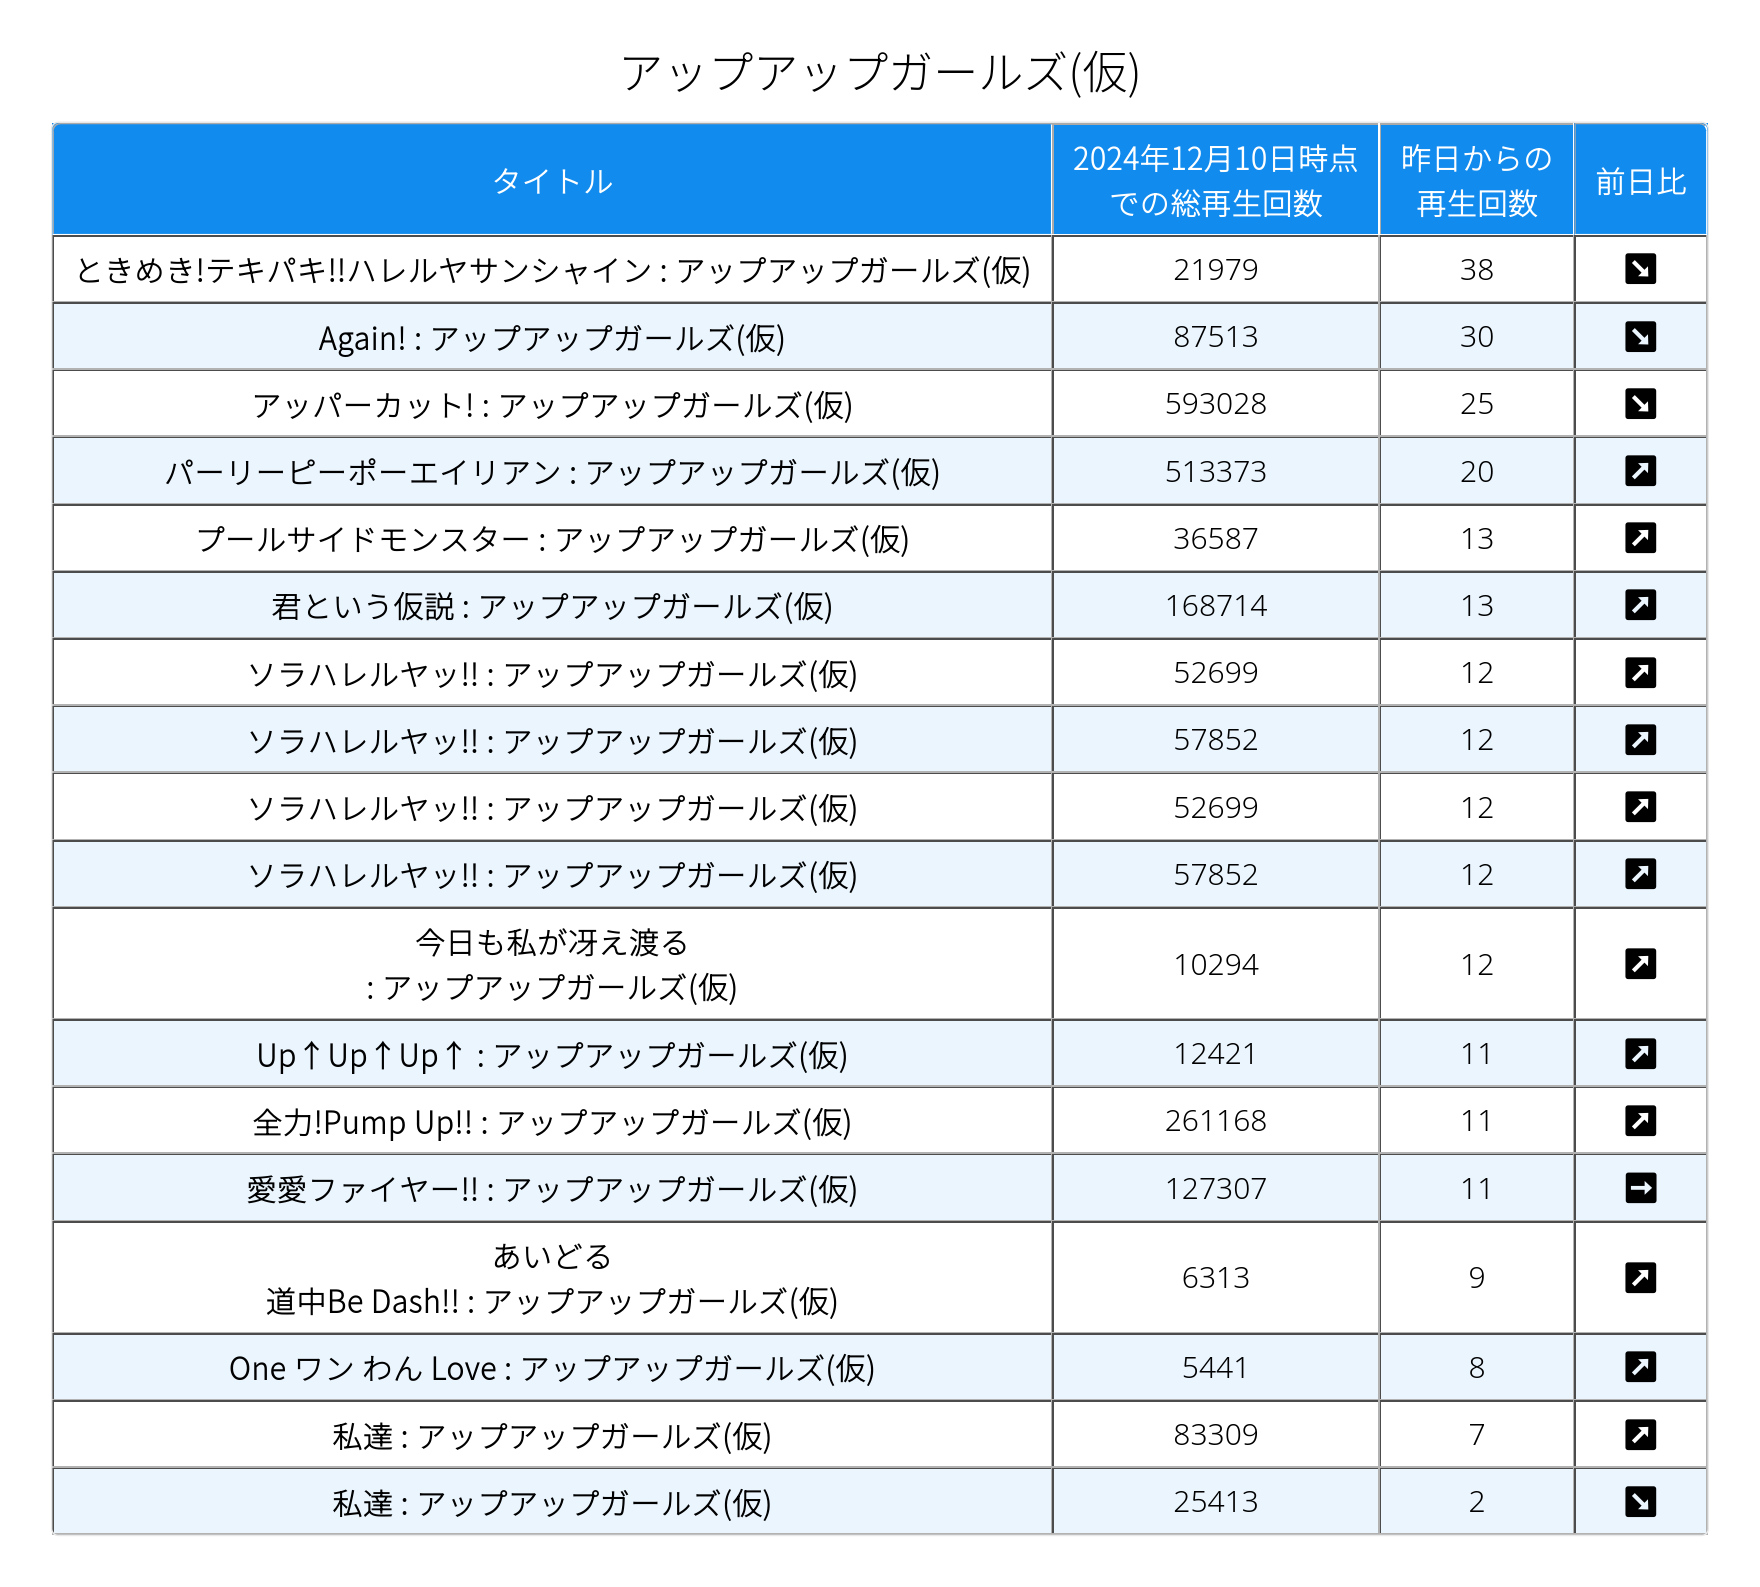 アップアップガールズ(仮)
タイトル
2024年12月10日時点
での総再生回数
昨日からの
再生回数
前日比
ときめき!テキパキ!!ハレルヤサンシャイン : アップアップガールズ(仮) 21979 38 ↘
Again! : アップアップガールズ(仮) 87513 30 ↘
アッパーカット! : アップアップガールズ(仮) 593028 25 ↘
パーリーピーポーエイリアン : アップアップガールズ(仮) 513373 20 ↗
プールサイドモンスター : アップアップガールズ(仮) 36587 13 ↗
君という仮説 : アップアップガールズ(仮) 168714 13 ↗
ソラハレルヤッ!! : アップアップガールズ(仮) 52699 12 ↗
ソラハレルヤッ!! : アップアップガールズ(仮) 57852 12 ↗
ソラハレルヤッ!! : アップアップガールズ(仮) 52699 12 ↗
ソラハレルヤッ!! : アップアップガールズ(仮) 57852 12 ↗
今日も私が冴え渡る
: アップアップガールズ(仮) 10294 12 ↗
Up↑Up↑Up↑ : アップアップガールズ(仮) 12421 11 ↗
全力!Pump Up!! : アップアップガールズ(仮) 261168 11 ↗
愛愛ファイヤー!! : アップアップガールズ(仮) 127307 11 →
あいどる
道中Be Dash!! : アップアップガールズ(仮) 6313 9 ↗
One ワン わん Love : アップアップガールズ(仮) 5441 8 ↗
私達 : アップアップガールズ(仮) 83309 7 ↗
私達 : アップアップガールズ(仮) 25413 2 ↘